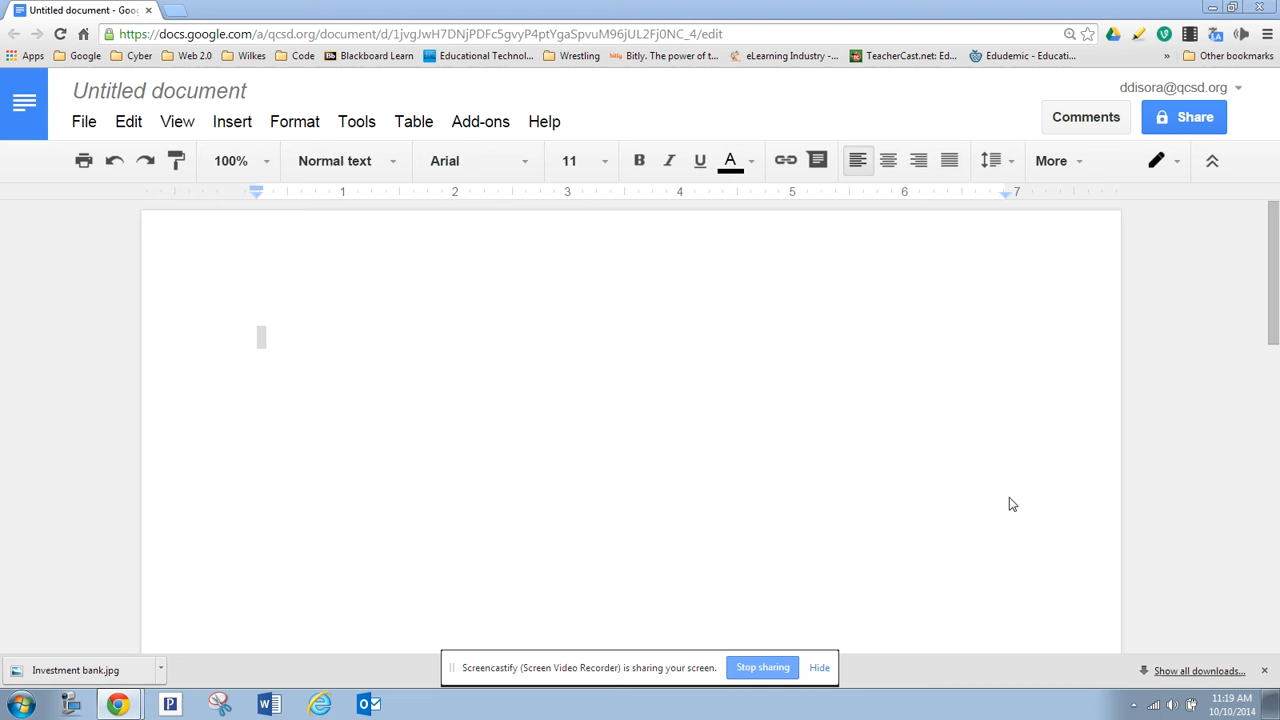 Untitled document - Goo
https://docs.google.com/a/qcsd.org/document/d/1jvgJwH7DNjPDFc5gvyP4ptYgaSpvuM96jUL2Fj0NC_4/edit
Apps Google Cyber Web 2.0 Wilkes Code Bb Blackboard Learn Educational Technol... Wrestling Bitly. The power of t... eLearning Industry -... TeacherCast.net: Ed... Edudemic - Educati... » Other bookmarks
Untitled document
ddisora@qcsd.org
File Edit View Insert Format Tools Table Add-ons Help
Comments Share
100% Normal text Arial 11 B I U A More
1 2 3 4 5 6 7
Investment bank.jpg
Screencastify (Screen Video Recorder) is sharing your screen. Stop sharing Hide
Show all downloads...
11:19 AM
10/10/2014